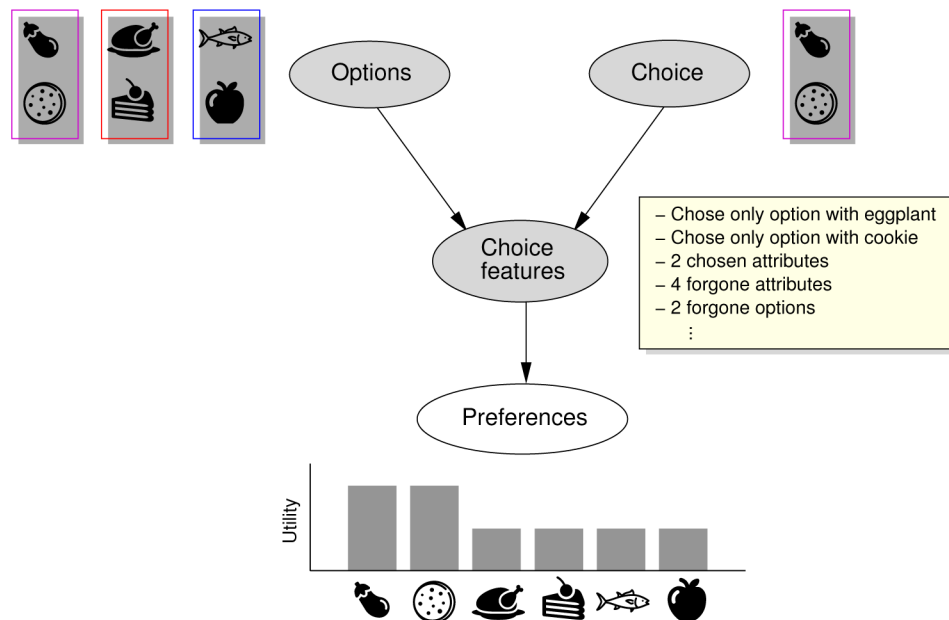 Options
Choice
Choice
features
– Chose only option with eggplant
– Chose only option with cookie
– 2 chosen attributes
– 4 forgone attributes
– 2 forgone options
⋮
Preferences
Utility